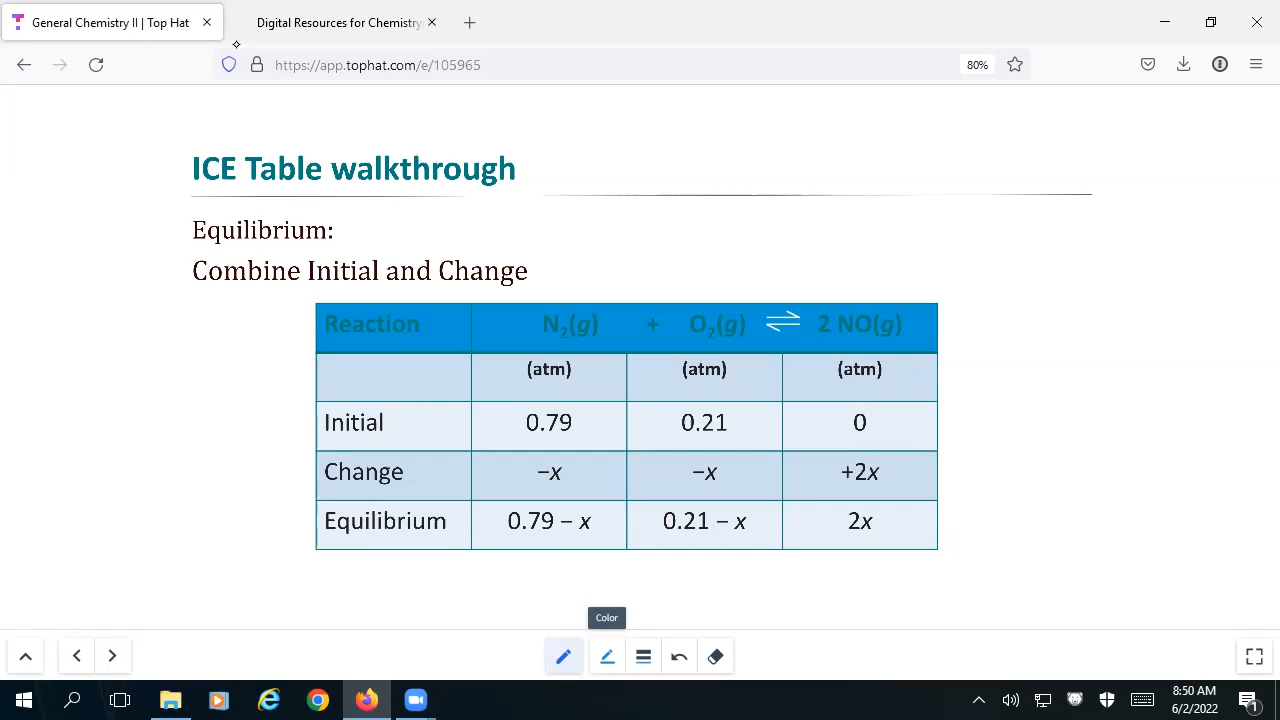 General Chemistry II | Top Hat
Digital Resources for Chemistry
https://app.tophat.com/e/105965
80%
ICE Table walkthrough
Equilibrium:
Combine Initial and Change
Reaction N₂(g) + O₂(g) ⇌ 2 NO(g)
(atm) (atm) (atm)
Initial 0.79 0.21 0
Change −x −x +2x
Equilibrium 0.79 − x 0.21 − x 2x
Color
8:50 AM
6/2/2022
1